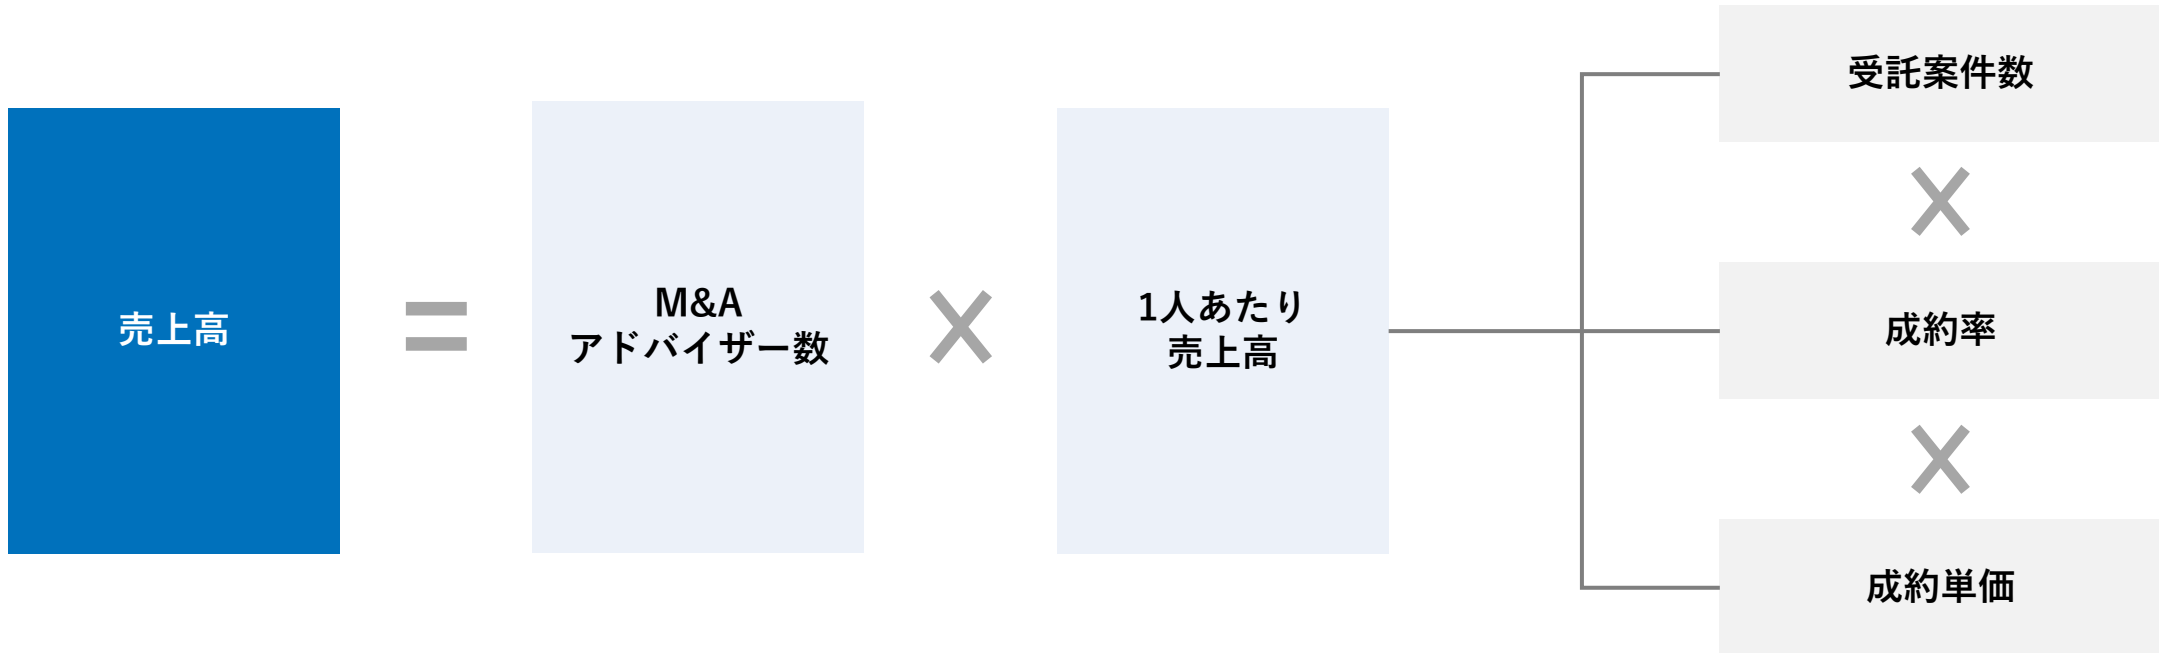 売上高
M&A
アドバイザー数
1人あたり
売上高
受託案件数
成約率
成約単価